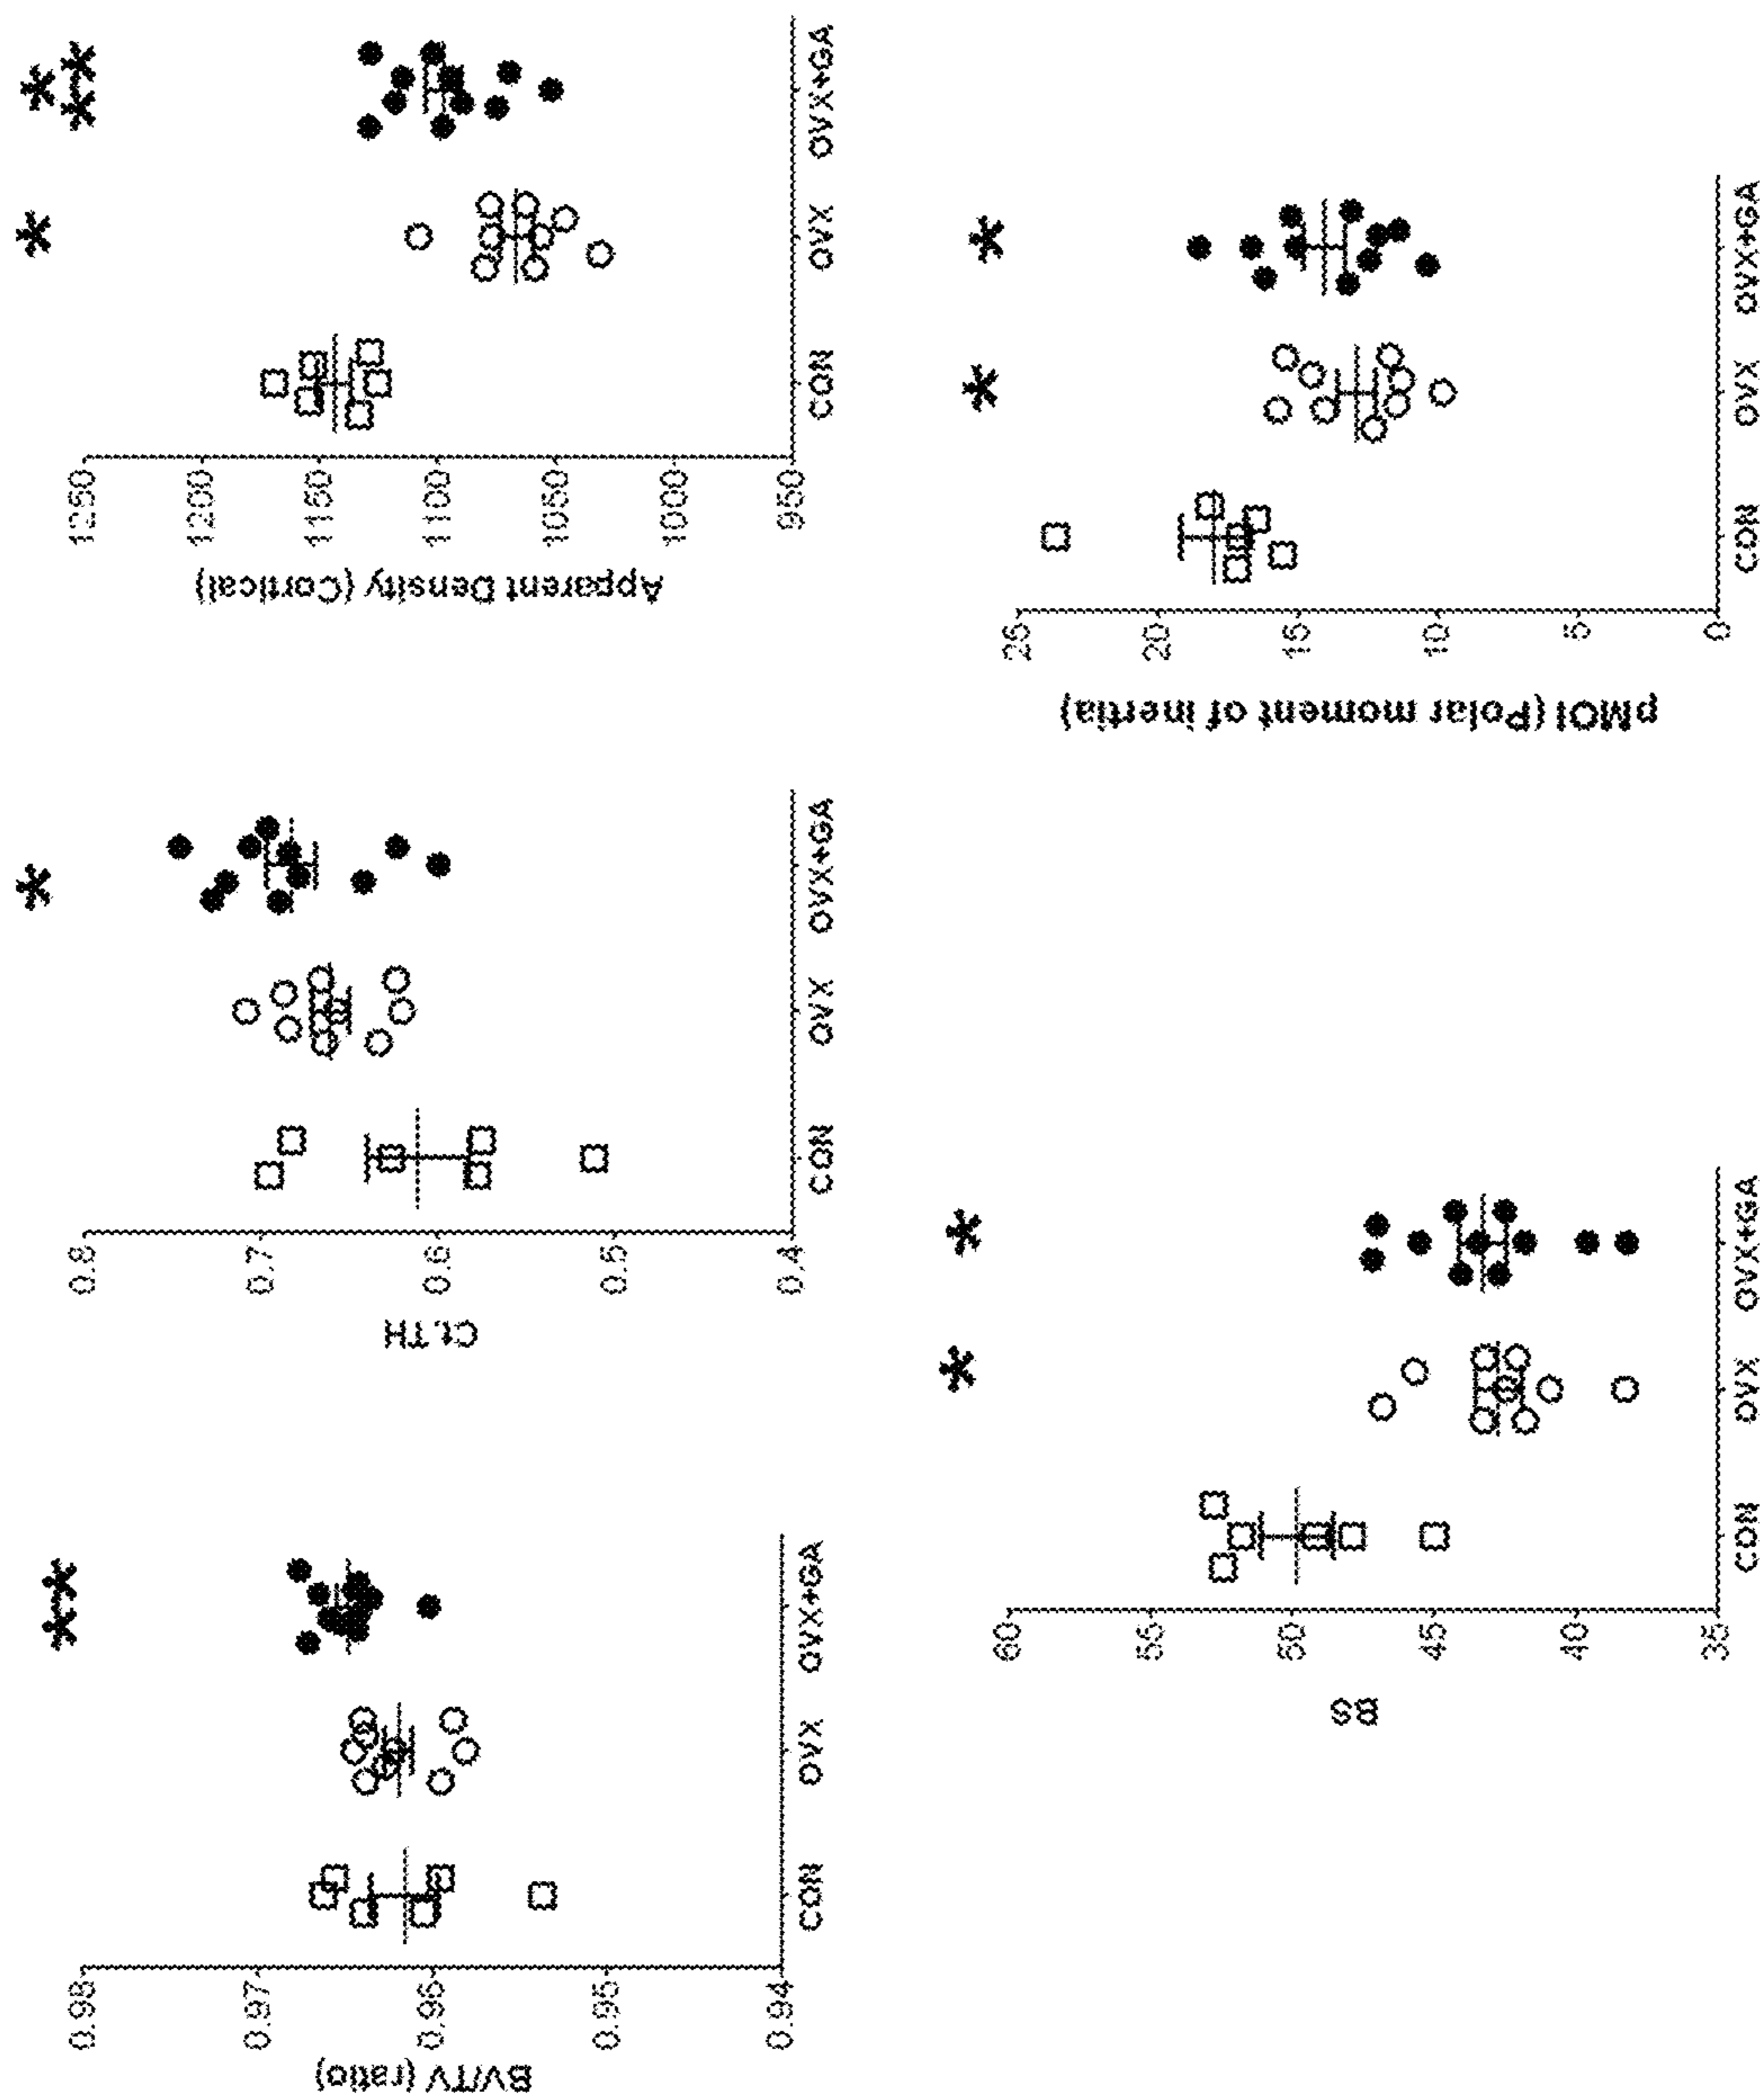 BV/TV (ratio)
0.98
0.97
0.96
0.95
0.94
CON
OVX
OVX+GA
**
Ct.TH
0.8
0.7
0.6
0.5
0.4
CON
OVX
OVX+GA
*
Apparent Density (Cortical)
1250
1200
1150
1100
1050
1000
950
CON
OVX
OVX+GA
*
*
**
BS
60
55
50
45
40
35
CON
OVX
OVX+GA
*
*
pMOI (Polar moment of inertia)
25
20
15
10
5
0
CON
OVX
OVX+GA
*
*